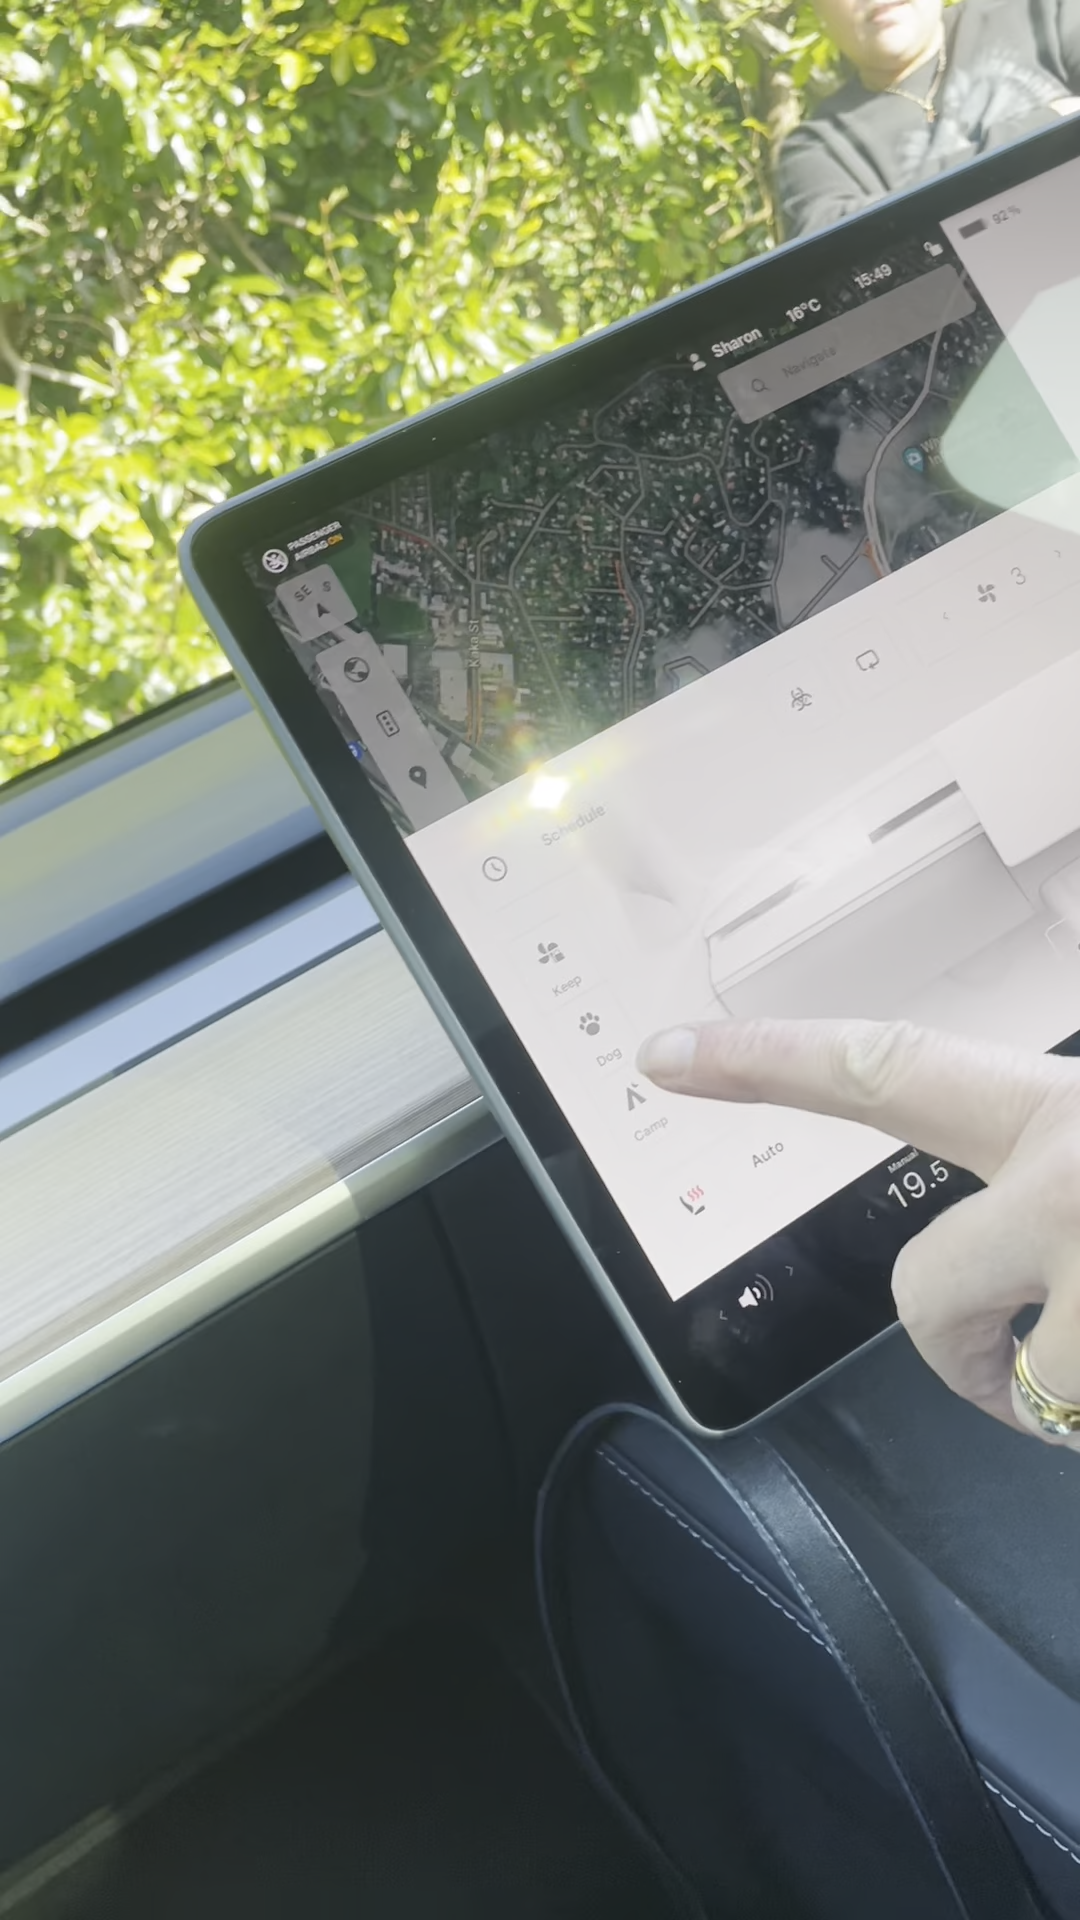 92%
15:49
16°C
Sharon
Navigate
PASSENGER
AIRBAG ON
SE
Kaka St
3
Schedule
Keep
Dog
Camp
Auto
Manual
19.5